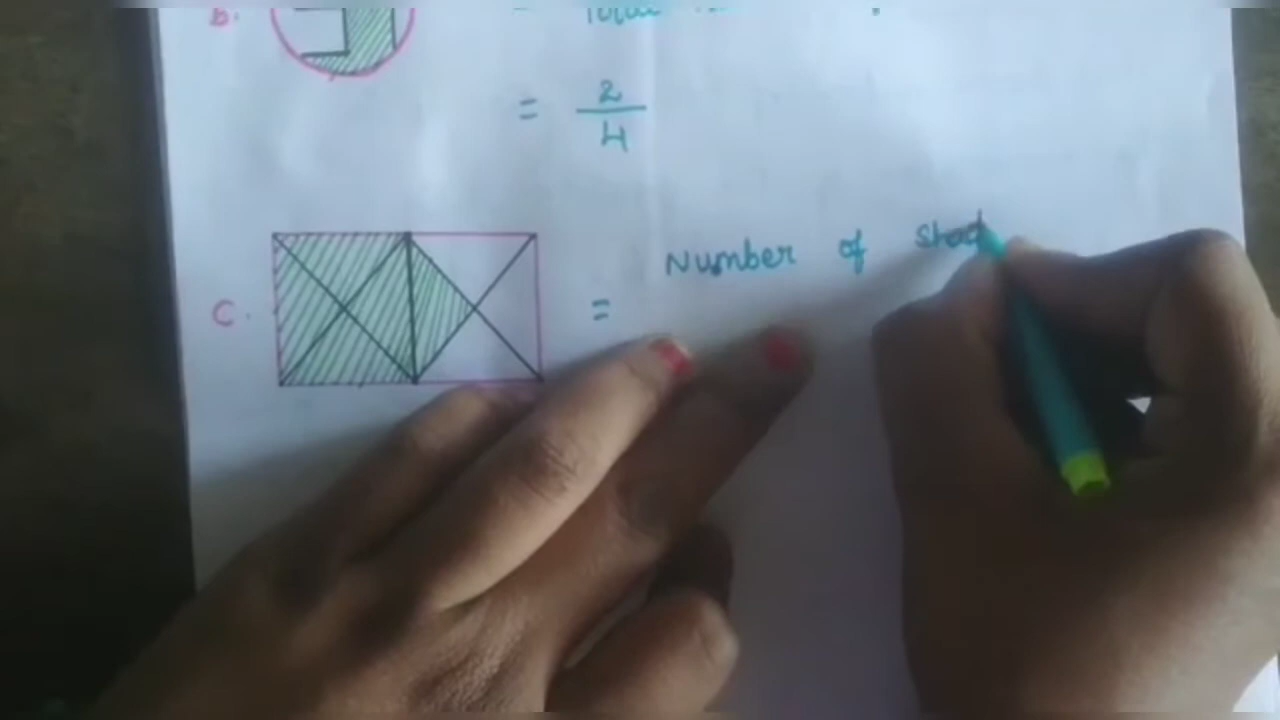 b. =
= 2/4
C. = Number of Shad